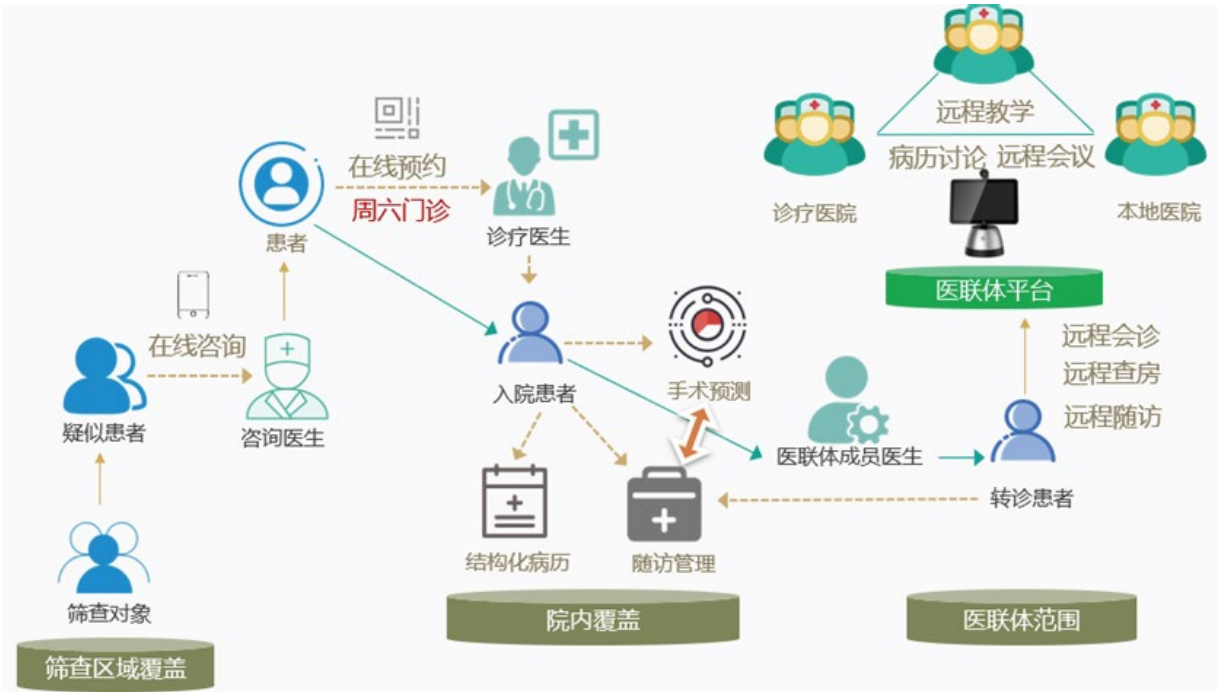 远程教学
病历讨论
远程会议
诊疗医院
本地医院
医联体平台
在线预约
周六门诊
患者
诊疗医生
在线咨询
疑似患者
咨询医生
入院患者
手术预测
远程会诊
远程查房
远程随访
医联体成员医生
转诊患者
结构化病历
随访管理
筛查对象
筛查区域覆盖
院内覆盖
医联体范围